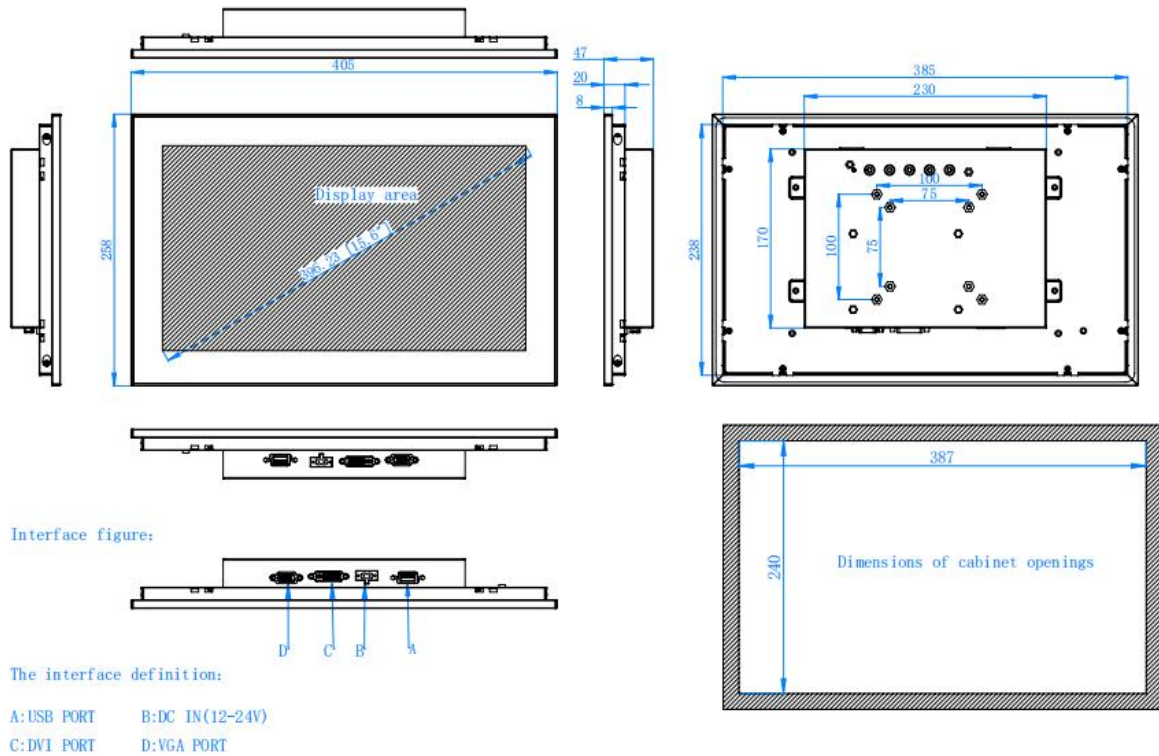 405
47
20
8
385
230
258
Display area
396.23 [15.6"]
238
170
100
75
100
75
387
240
Dimensions of cabinet openings
Interface figure:
D
C
B
A
The interface definition:
A:USB PORT B:DC IN(12-24V)
C:DVI PORT D:VGA PORT